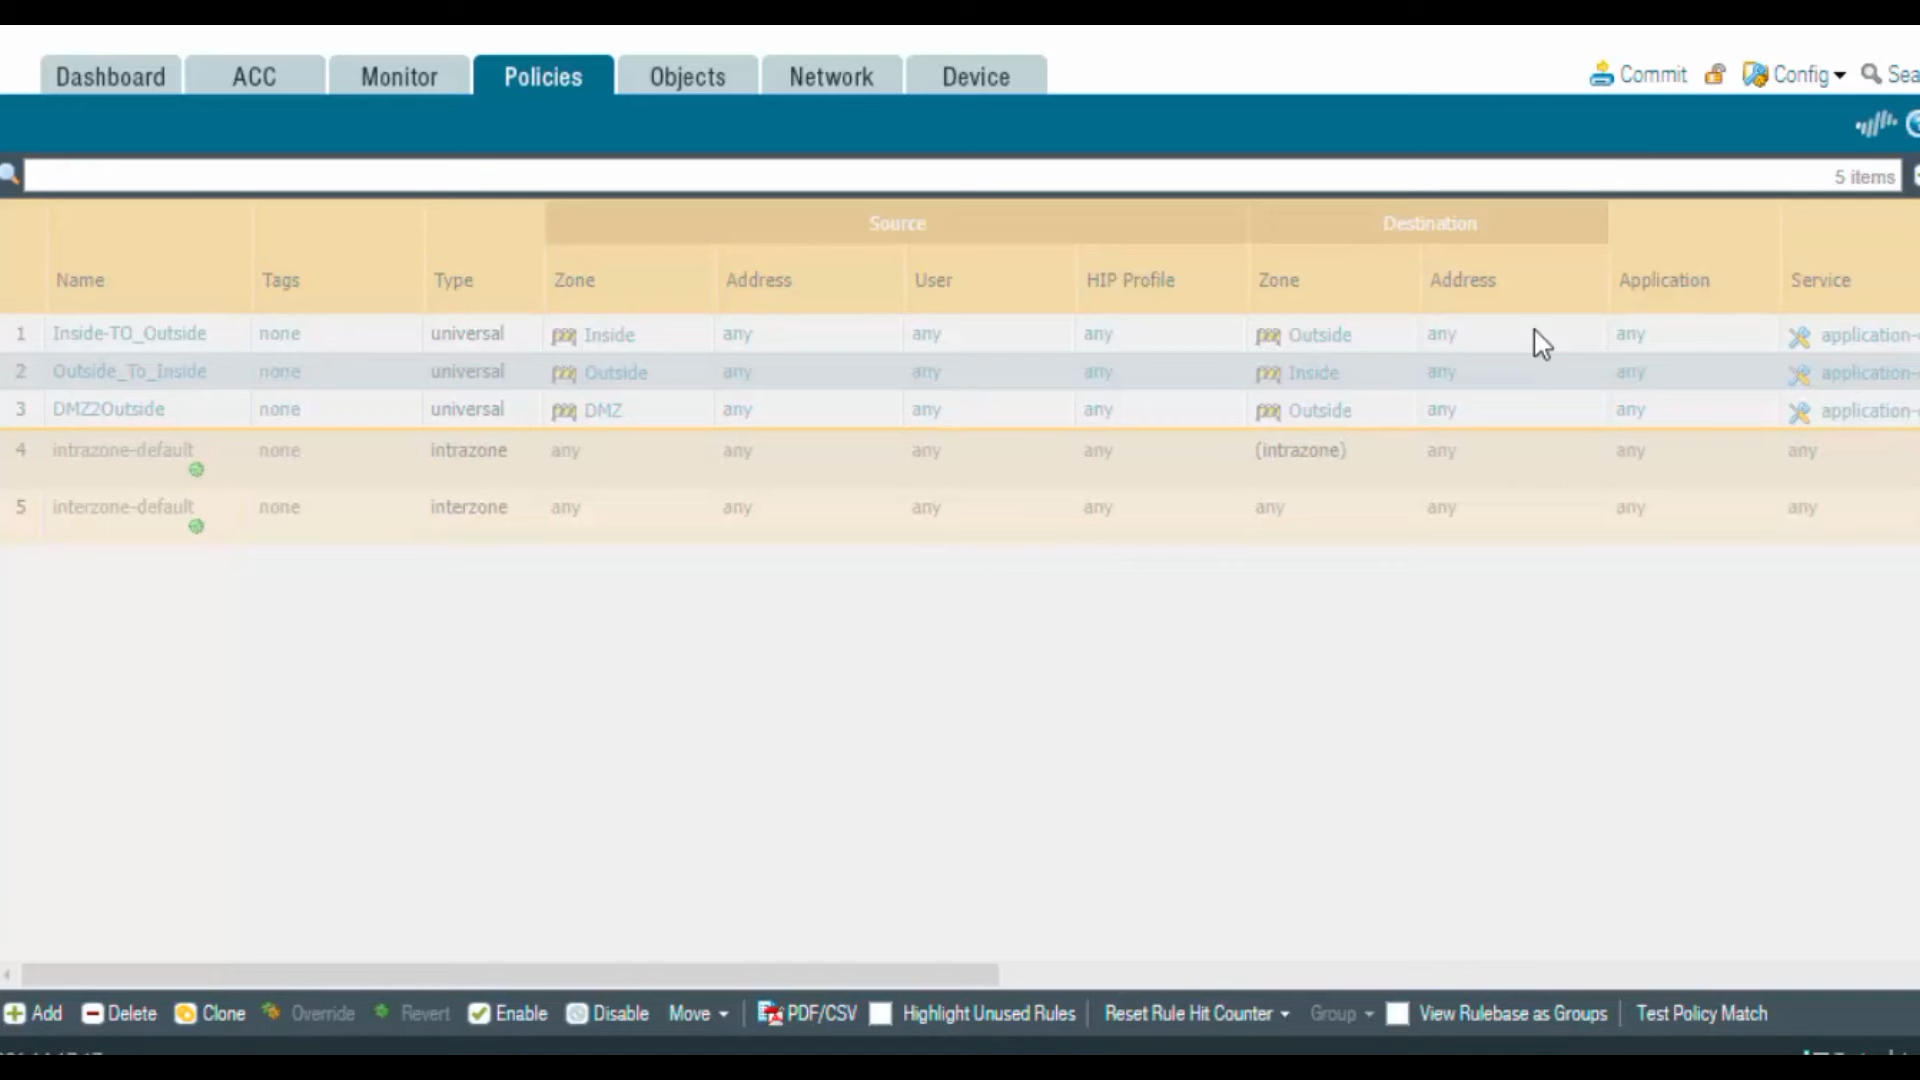 Dashboard ACC Monitor Policies Objects Network Device Commit Config Sea
5 items
Source Destination
Name Tags Type Zone Address User HIP Profile Zone Address Application Service
1 Inside-TO_Outside none universal Inside any any any Outside any any application-
2 Outside_To_Inside none universal Outside any any any Inside any any application-
3 DMZ2Outside none universal DMZ any any any Outside any any application-
4 intrazone-default none intrazone any any any any (intrazone) any any any
5 interzone-default none interzone any any any any any any any any
Add Delete Clone Override Revert Enable Disable Move PDF/CSV Highlight Unused Rules Reset Rule Hit Counter Group View Rulebase as Groups Test Policy Match